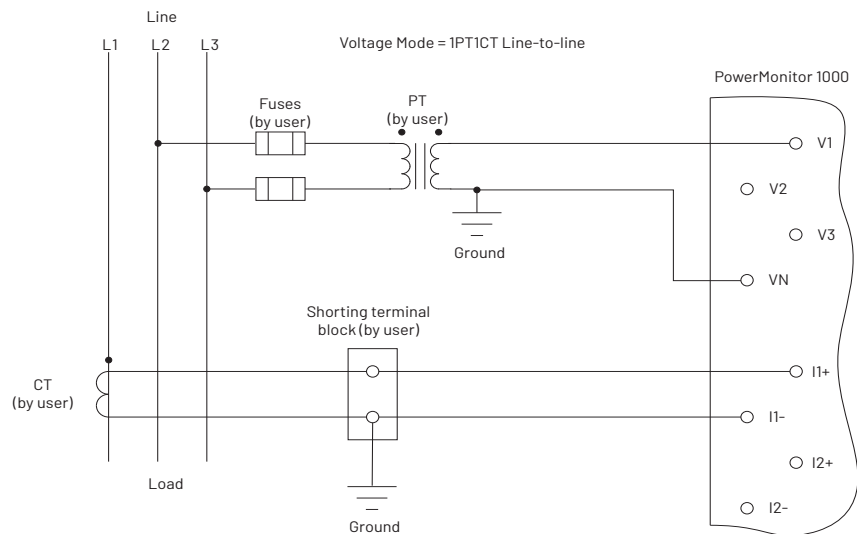 Line
L1
L2
L3
Voltage Mode = 1PT1CT Line-to-line
PowerMonitor 1000
Fuses
(by user)
PT
(by user)
V1
V2
V3
Ground
VN
Shorting terminal
block (by user)
CT
(by user)
I1+
I1-
I2+
Load
I2-
Ground